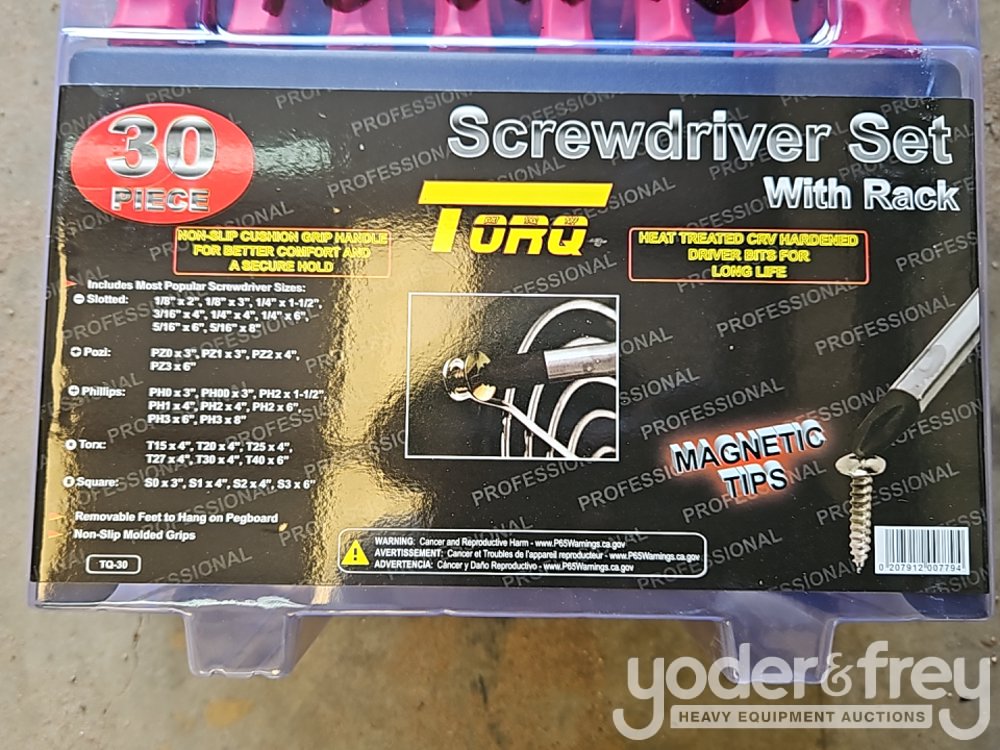 30
PIECE
Screwdriver Set
With Rack
TORQ
NON-SLIP CUSHION GRIP HANDLE
FOR BETTER COMFORT AND
A SECURE HOLD
HEAT TREATED CRV HARDENED
DRIVER BITS FOR
LONG LIFE
Includes Most Popular Screwdriver Sizes:
Slotted: 1/8" x 2", 1/8" x 3", 1/4" x 1-1/2",
3/16" x 4", 1/4" x 4", 1/4" x 6",
5/16" x 6", 5/16" x 8"
Pozi: PZ0 x 3", PZ1 x 3", PZ2 x 4",
PZ3 x 6"
Phillips: PH0 x 3", PH00 x 3", PH2 x 1-1/2",
PH1 x 4", PH2 x 4", PH2 x 6",
PH3 x 6", PH3 x 8"
Torx: T15 x 4", T20 x 4", T25 x 4",
T27 x 4", T30 x 4", T40 x 6"
Square: S0 x 3", S1 x 4", S2 x 4", S3 x 6"
Removable Feet to Hang on Pegboard
Non-Slip Molded Grips
TQ-30
MAGNETIC
TIPS
WARNING: Cancer and Reproductive Harm - www.P65Warnings.ca.gov
AVERTISSEMENT: Cancer et Troubles de l'appareil reproducteur - www.P65Warnings.ca.gov
ADVERTENCIA: Cáncer y Daño Reproductivo - www.P65Warnings.ca.gov
0 207912 007794
PROFESSIONAL
yoder&frey
HEAVY EQUIPMENT AUCTIONS